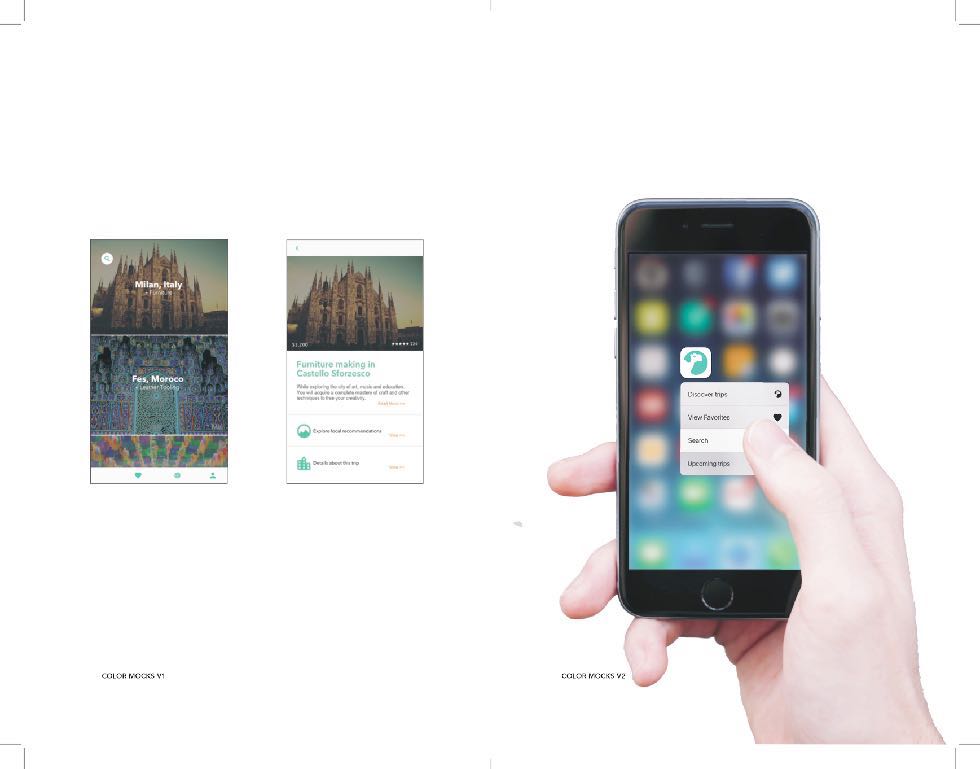 Milan, Italy
+ Furniture
Fes, Moroco
+ Leather Tooling
$1,200
Furniture making in
Castello Sforzesco
While exploring the city of art, music and education.
You will acquire a complete masters of craft and other
techniques to free your creativity.
Read More >>
Explore local recommendations
View >>
Details about this trip
View >>
COLOR MOCKS V1
Discover trips
View Favorites
Search
Upcoming trips
COLOR MOCKS V2